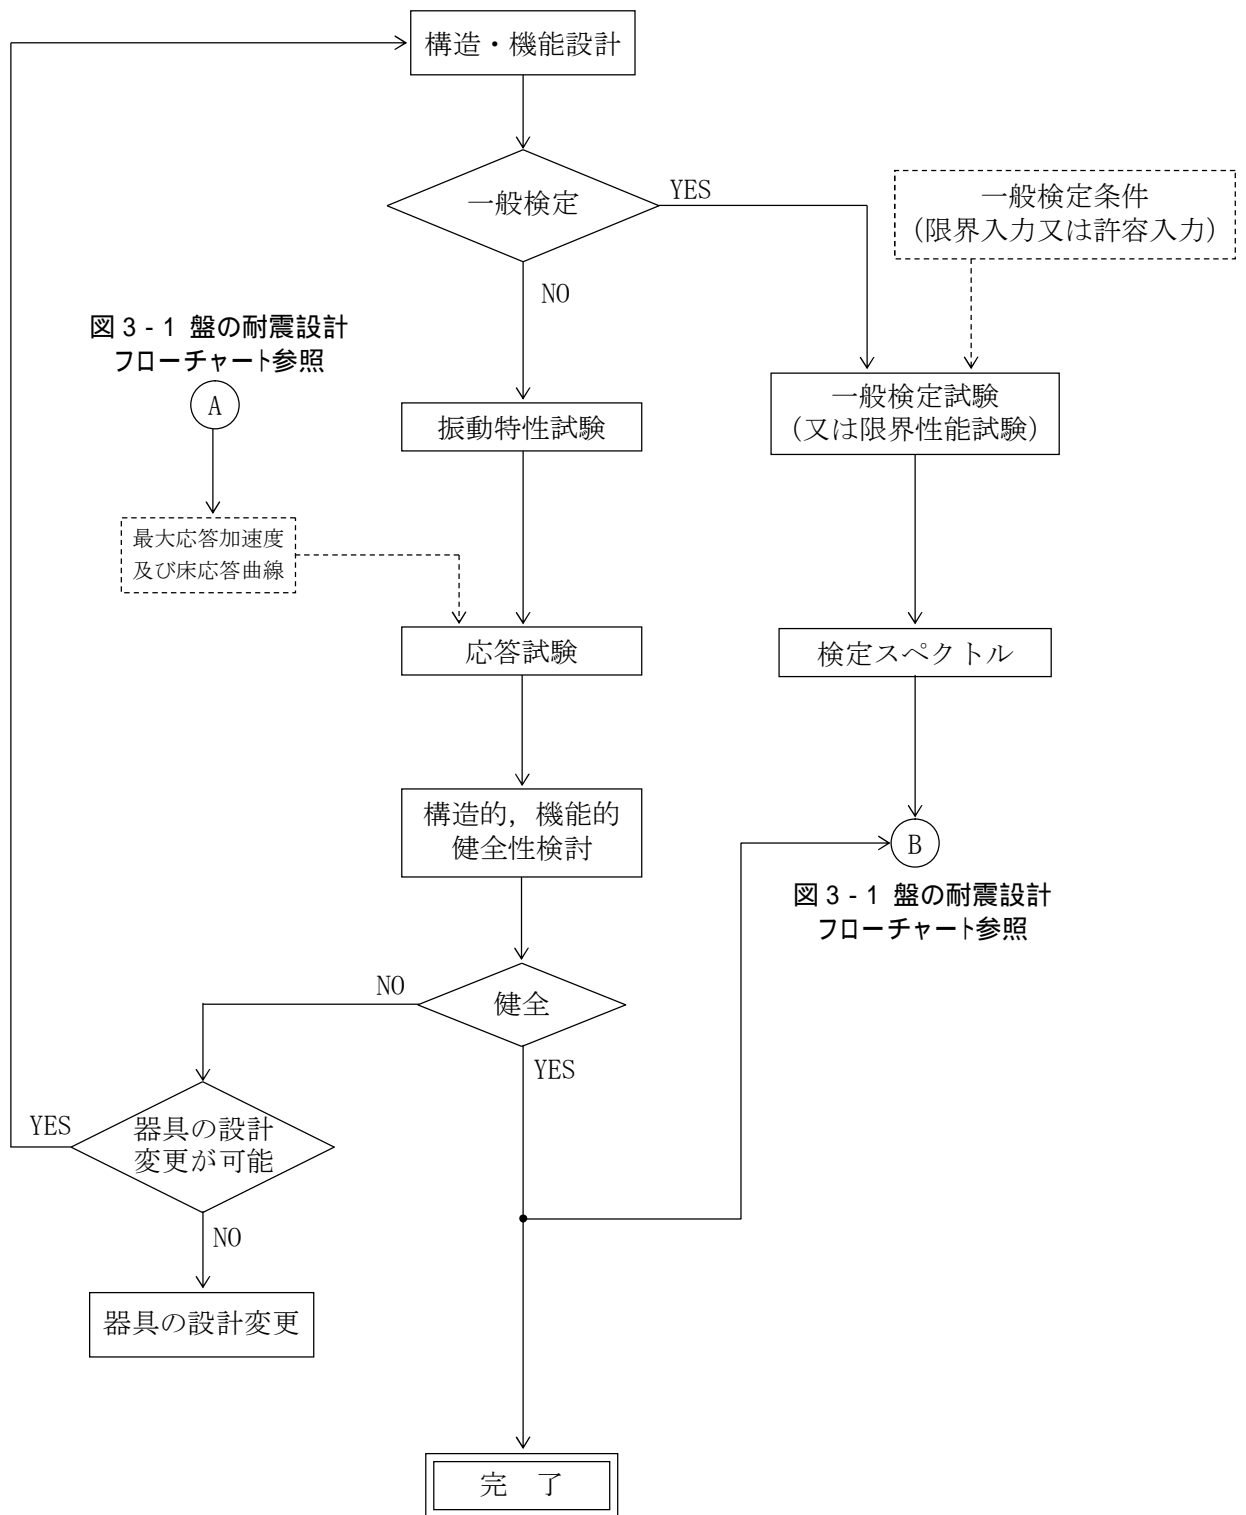 構造・機能設計
一般検定
YES
一般検定条件
(限界入力又は許容入力)
NO
図3-1 盤の耐震設計
フローチャート参照
A
一般検定試験
(又は限界性能試験)
振動特性試験
最大応答加速度
及び床応答曲線
応答試験
検定スペクトル
構造的，機能的
健全性検討
B
図3-1 盤の耐震設計
フローチャート参照
NO
健全
YES
YES
器具の設計
変更が可能
NO
器具の設計変更
完 了